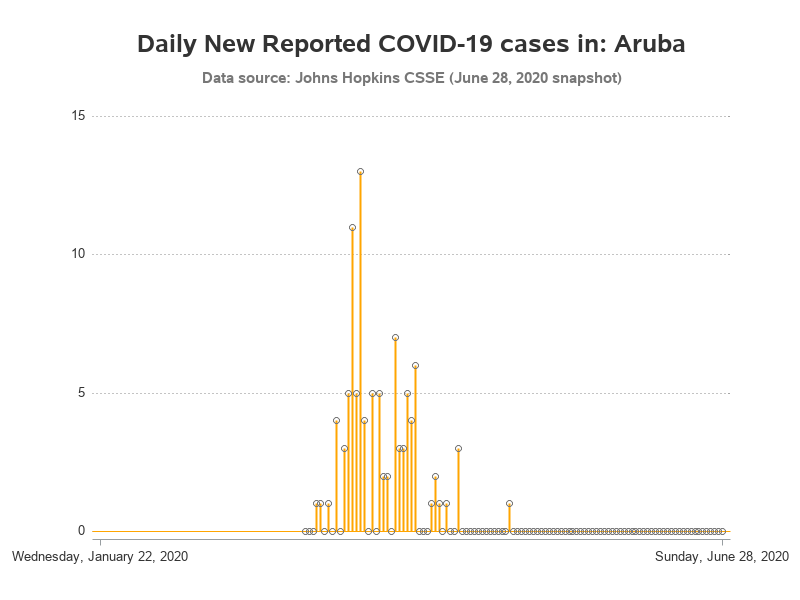 Daily New Reported COVID-19 cases in: Aruba
Data source: Johns Hopkins CSSE (June 28, 2020 snapshot)
15
10
5
0
Wednesday, January 22, 2020
Sunday, June 28, 2020